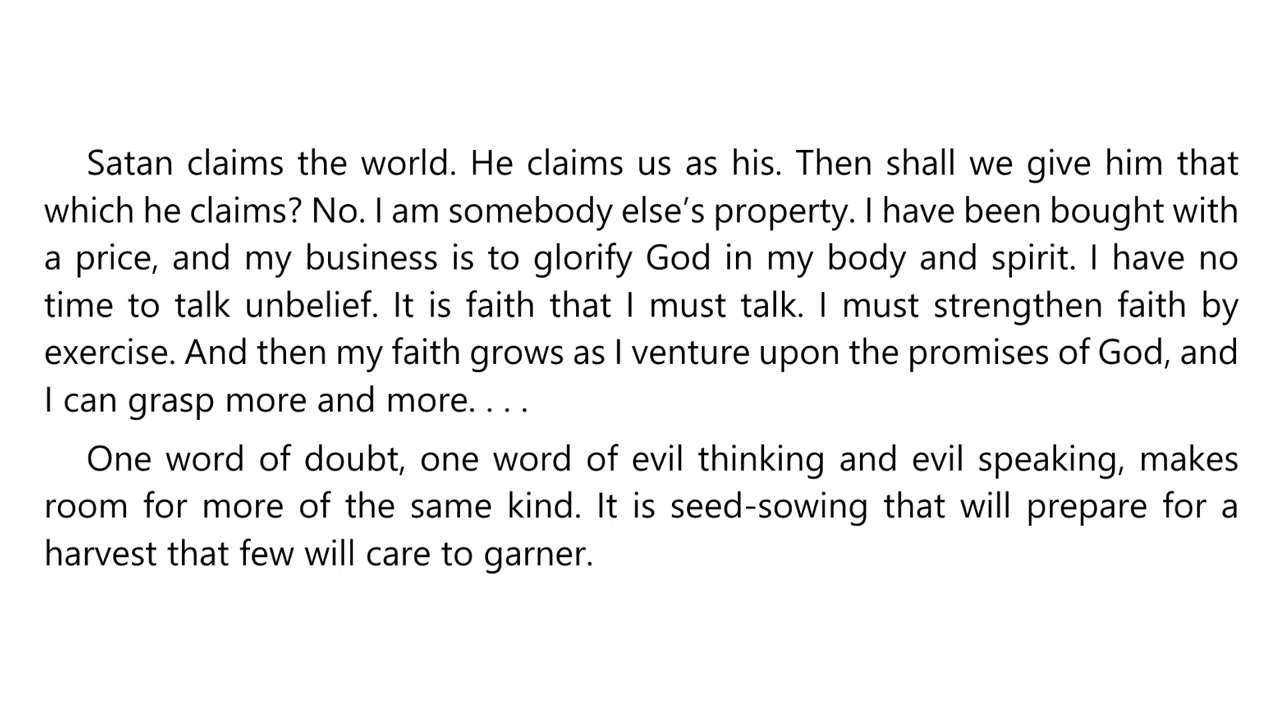 Satan claims the world. He claims us as his. Then shall we give him that
which he claims? No. I am somebody else’s property. I have been bought with
a price, and my business is to glorify God in my body and spirit. I have no
time to talk unbelief. It is faith that I must talk. I must strengthen faith by
exercise. And then my faith grows as I venture upon the promises of God, and
I can grasp more and more. . . .
One word of doubt, one word of evil thinking and evil speaking, makes
room for more of the same kind. It is seed-sowing that will prepare for a
harvest that few will care to garner.